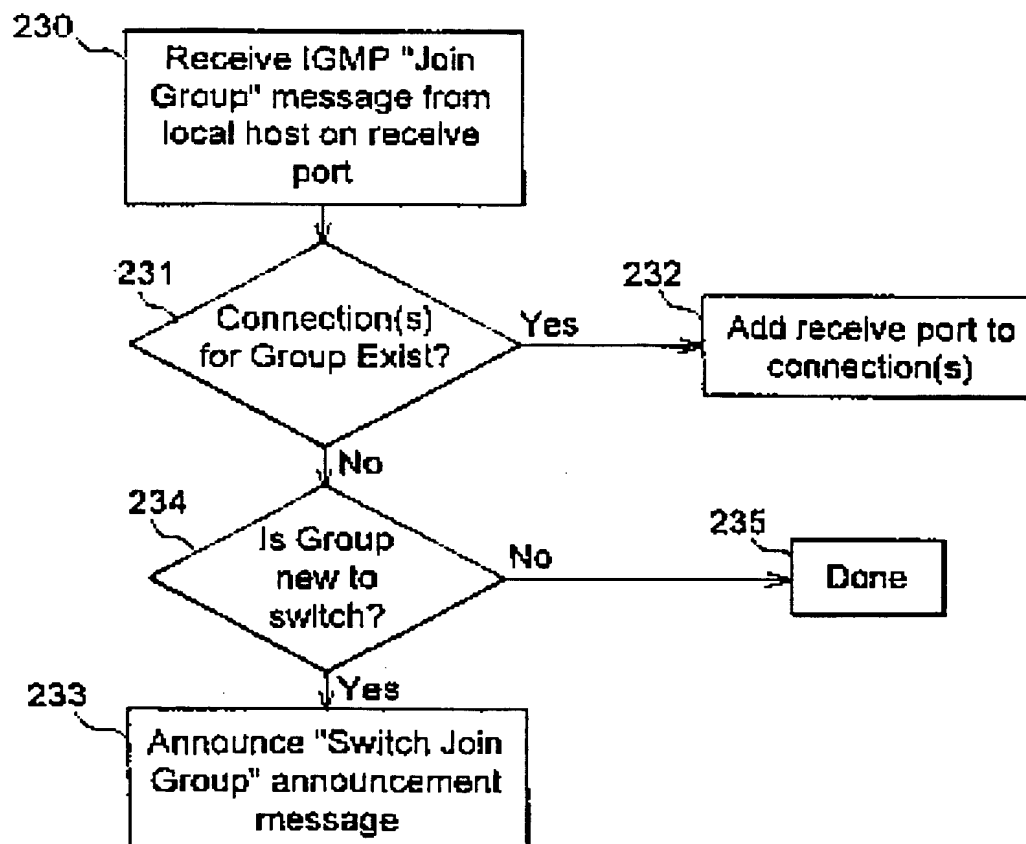 230
Receive IGMP "Join
Group" message from
local host on receive
port
231
Connection(s)
for Group Exist?
Yes
232
Add receive port to
connection(s)
No
234
Is Group
new to
switch?
No
235
Done
Yes
233
Announce "Switch Join
Group" announcement
message